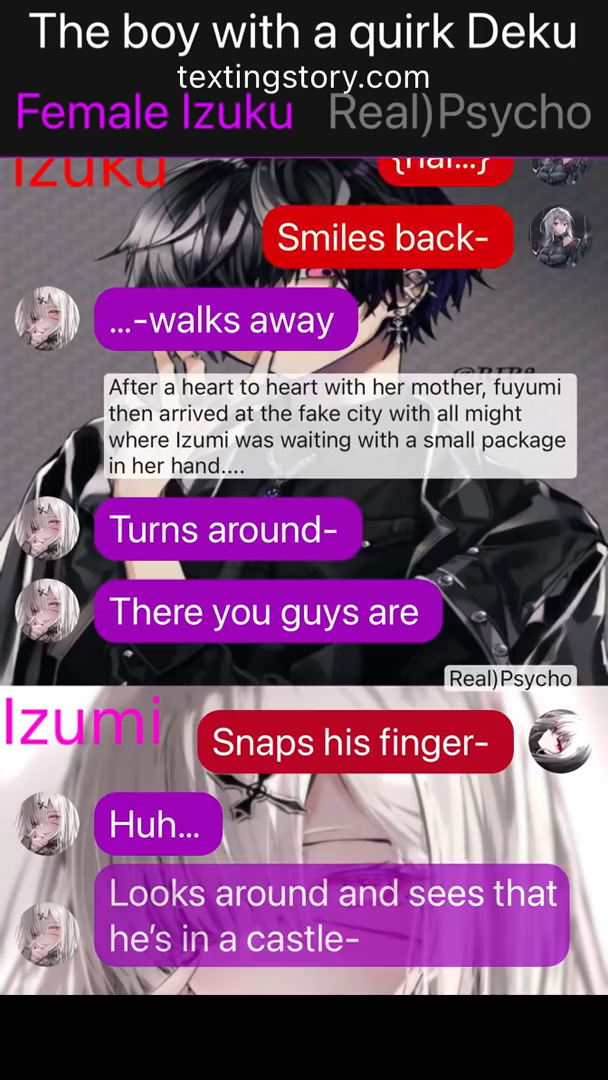 The boy with a quirk Deku
textingstory.com
Female Izuku
Real)Psycho
Izuku
Smiles back-
...-walks away
After a heart to heart with her mother, fuyumi
then arrived at the fake city with all might
where Izumi was waiting with a small package
in her hand....
Turns around-
There you guys are
Real)Psycho
Izumi
Snaps his finger-
Huh...
Looks around and sees that
he's in a castle-